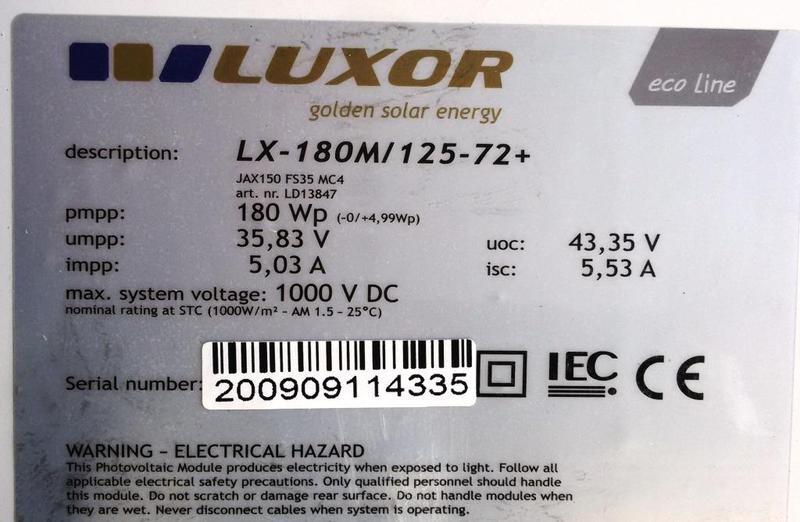 LUXOR
eco line
golden solar energy
description: LX-180M/125-72+
JAX150 FS35 MC4
art. nr. LD13847
pmpp: 180 Wp (-0/+4,99Wp)
umpp: 35,83 V uoc: 43,35 V
impp: 5,03 A isc: 5,53 A
max. system voltage: 1000 V DC
nominal rating at STC (1000W/m² - AM 1.5 - 25°C)
Serial number: 200909114335 IEC CE
WARNING - ELECTRICAL HAZARD
This Photovoltaic Module produces electricity when exposed to light. Follow all
applicable electrical safety precautions. Only qualified personnel should handle
this module. Do not scratch or damage rear surface. Do not handle modules when
they are wet. Never disconnect cables when system is operating.